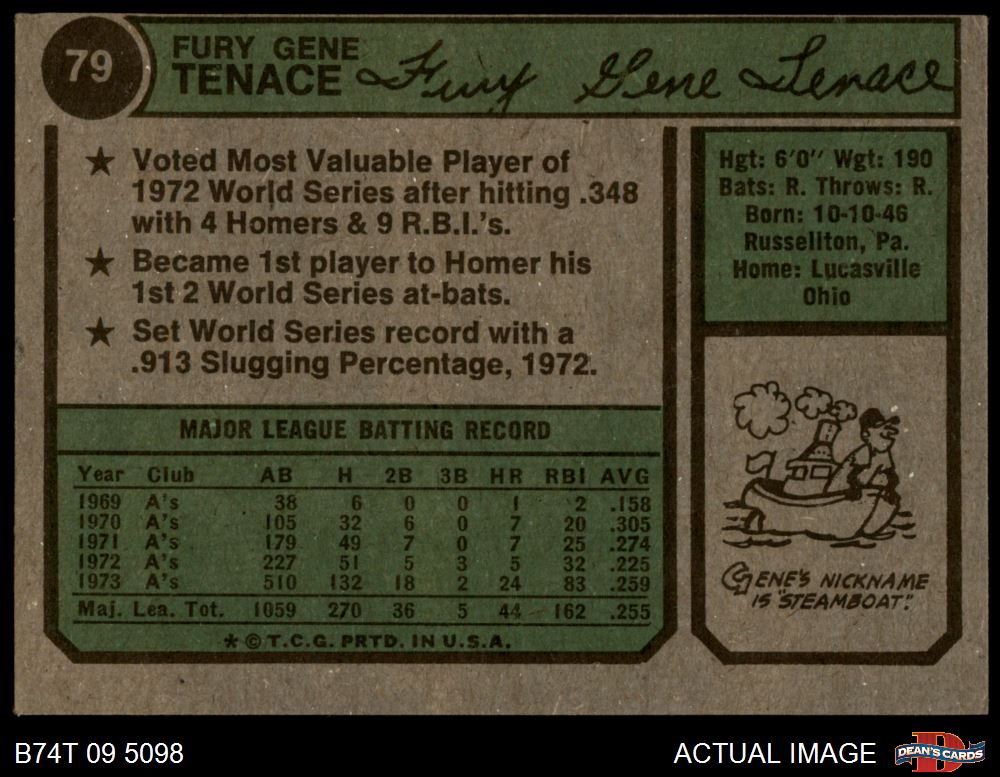 79
FURY GENE
TENACE
Fury Gene Tenace
★ Voted Most Valuable Player of
1972 World Series after hitting .348
with 4 Homers & 9 R.B.I.'s.
★ Became 1st player to Homer his
1st 2 World Series at-bats.
★ Set World Series record with a
.913 Slugging Percentage, 1972.
Hgt: 6'0" Wgt: 190
Bats: R. Throws: R.
Born: 10-10-46
Russellton, Pa.
Home: Lucasville
Ohio
MAJOR LEAGUE BATTING RECORD
Year Club AB H 2B 3B HR RBI AVG
1969 A's 38 6 0 0 1 2 .158
1970 A's 105 32 6 0 7 20 .305
1971 A's 179 49 7 0 7 25 .274
1972 A's 227 51 5 3 5 32 .225
1973 A's 510 132 18 2 24 83 .259
Maj. Lea. Tot. 1059 270 36 5 44 162 .255
* © T.C.G. PRTD. IN U.S.A.
GENE'S NICKNAME
IS "STEAMBOAT".
B74T 09 5098
ACTUAL IMAGE
D
DEAN'S CARDS